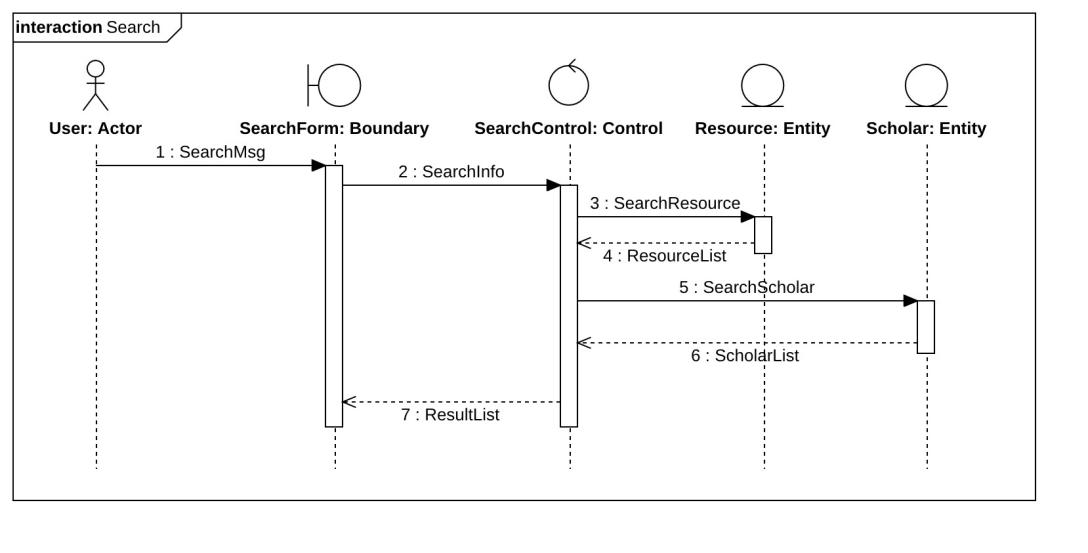 interaction Search
User: Actor
SearchForm: Boundary
SearchControl: Control
Resource: Entity
Scholar: Entity
1 : SearchMsg
2 : SearchInfo
3 : SearchResource
4 : ResourceList
5 : SearchScholar
6 : ScholarList
7 : ResultList